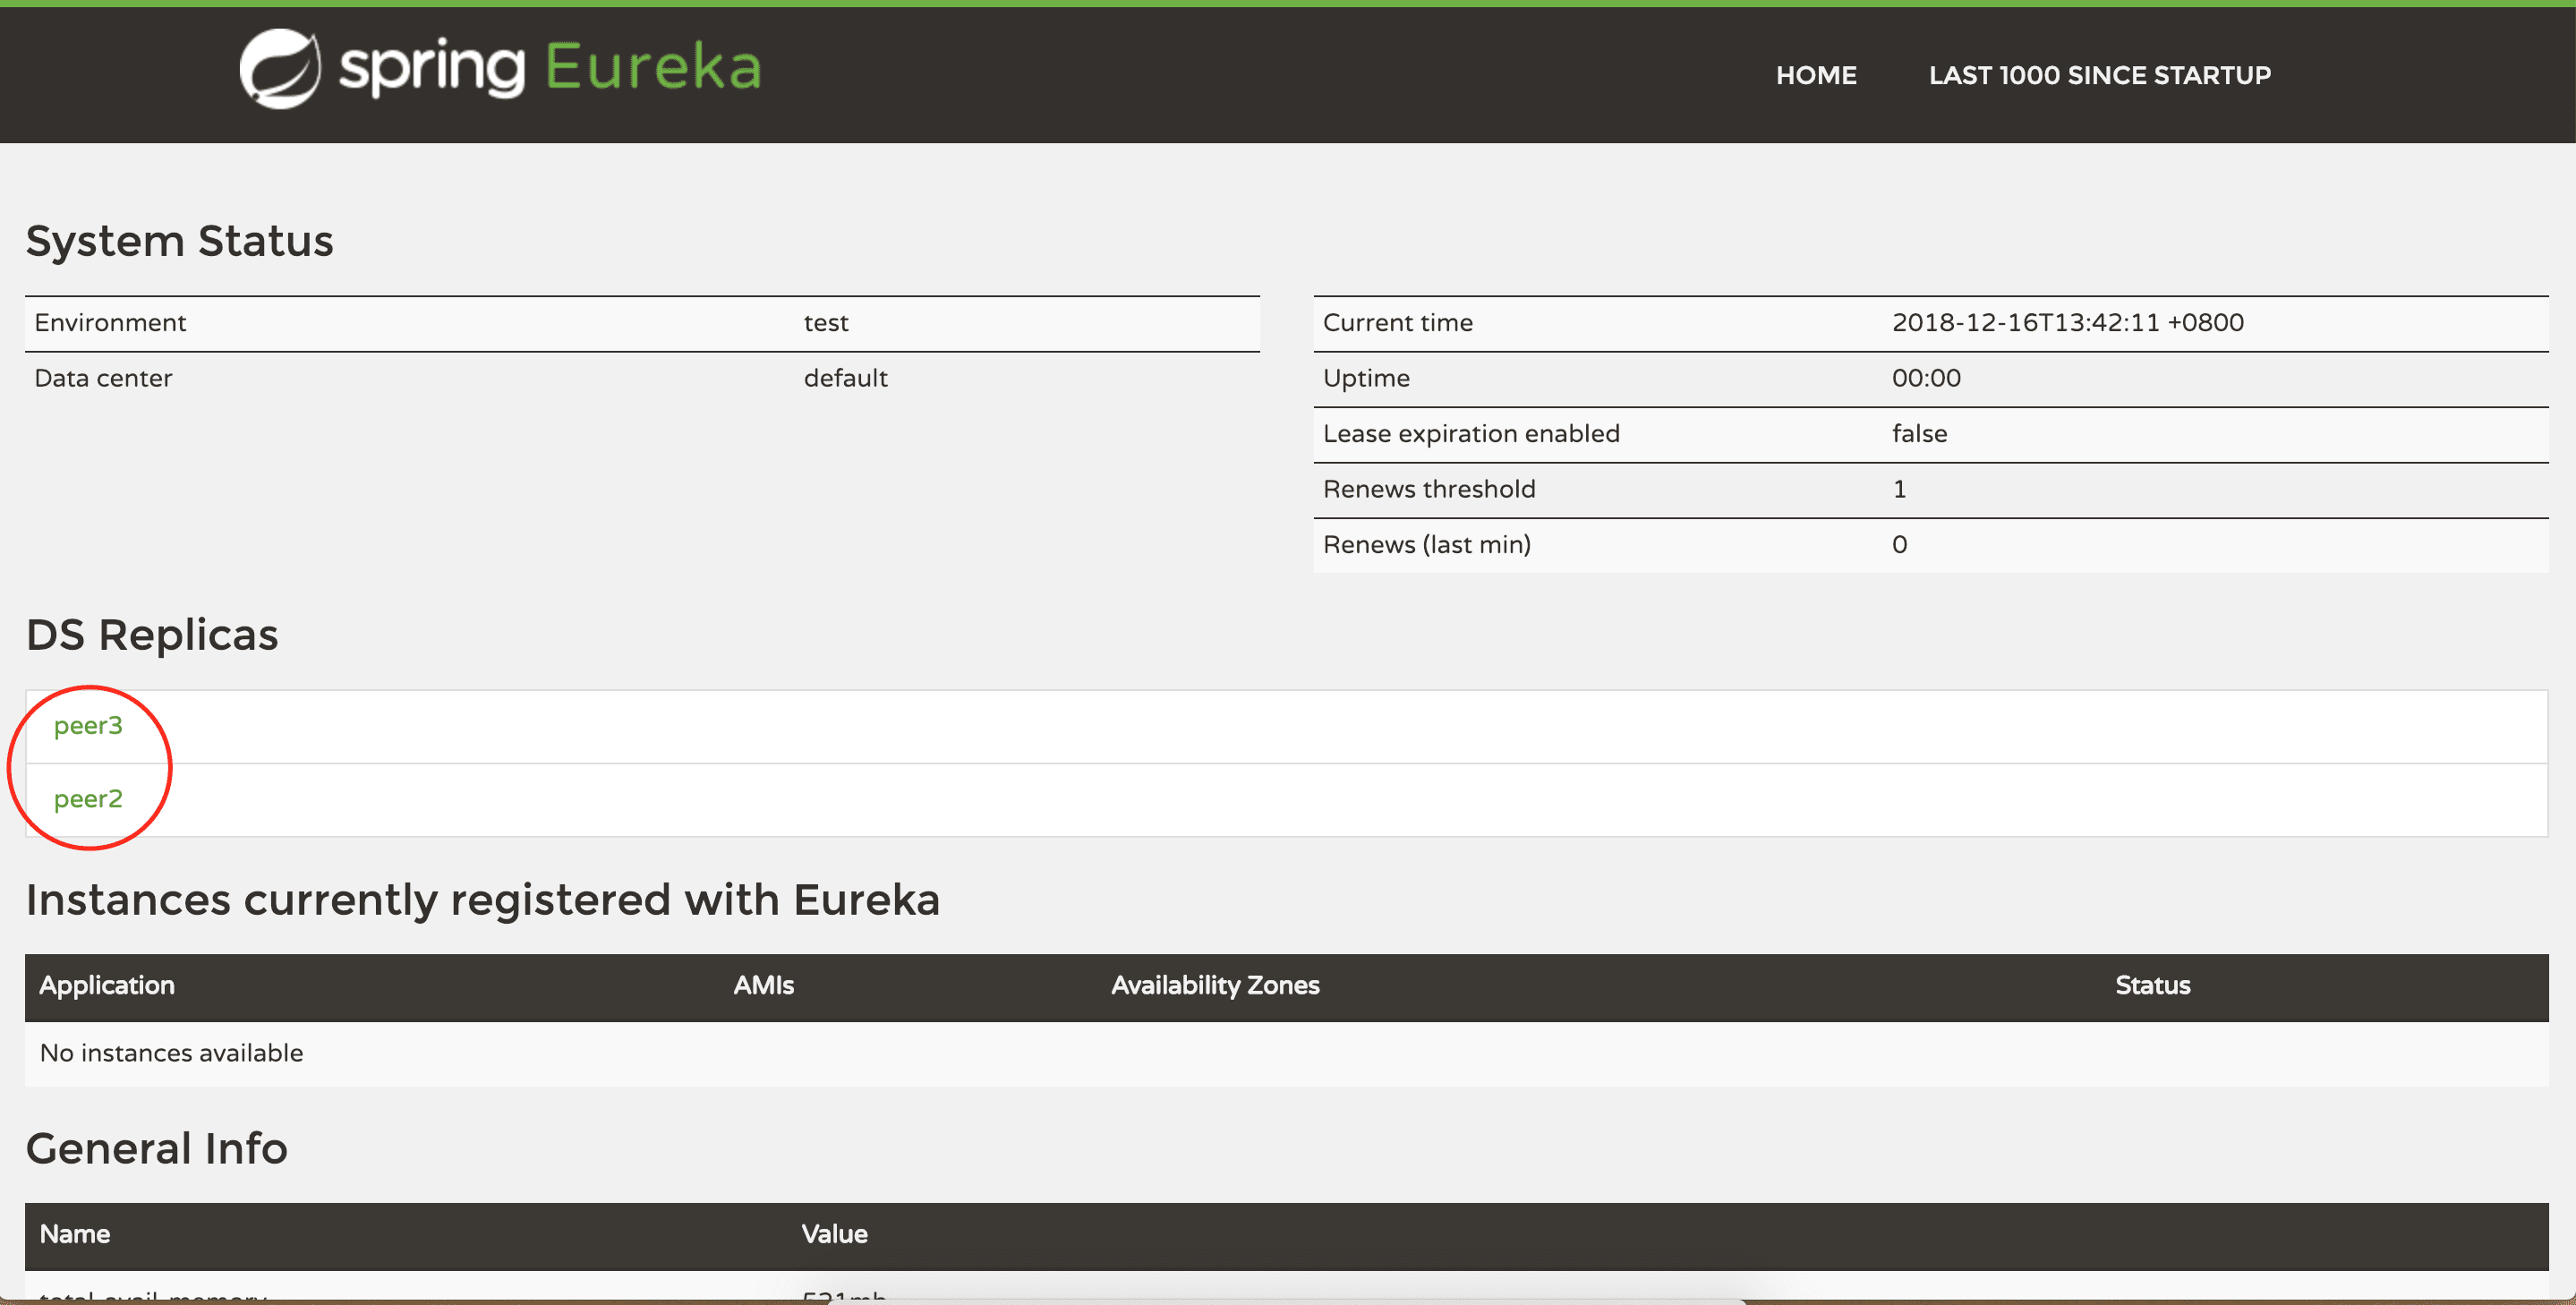 spring Eureka
HOME LAST 1000 SINCE STARTUP
System Status
Environment test
Data center default
Current time 2018-12-16T13:42:11 +0800
Uptime 00:00
Lease expiration enabled false
Renews threshold 1
Renews (last min) 0
DS Replicas
peer3
peer2
Instances currently registered with Eureka
Application AMIs Availability Zones Status
No instances available
General Info
Name Value
total-avail-memory